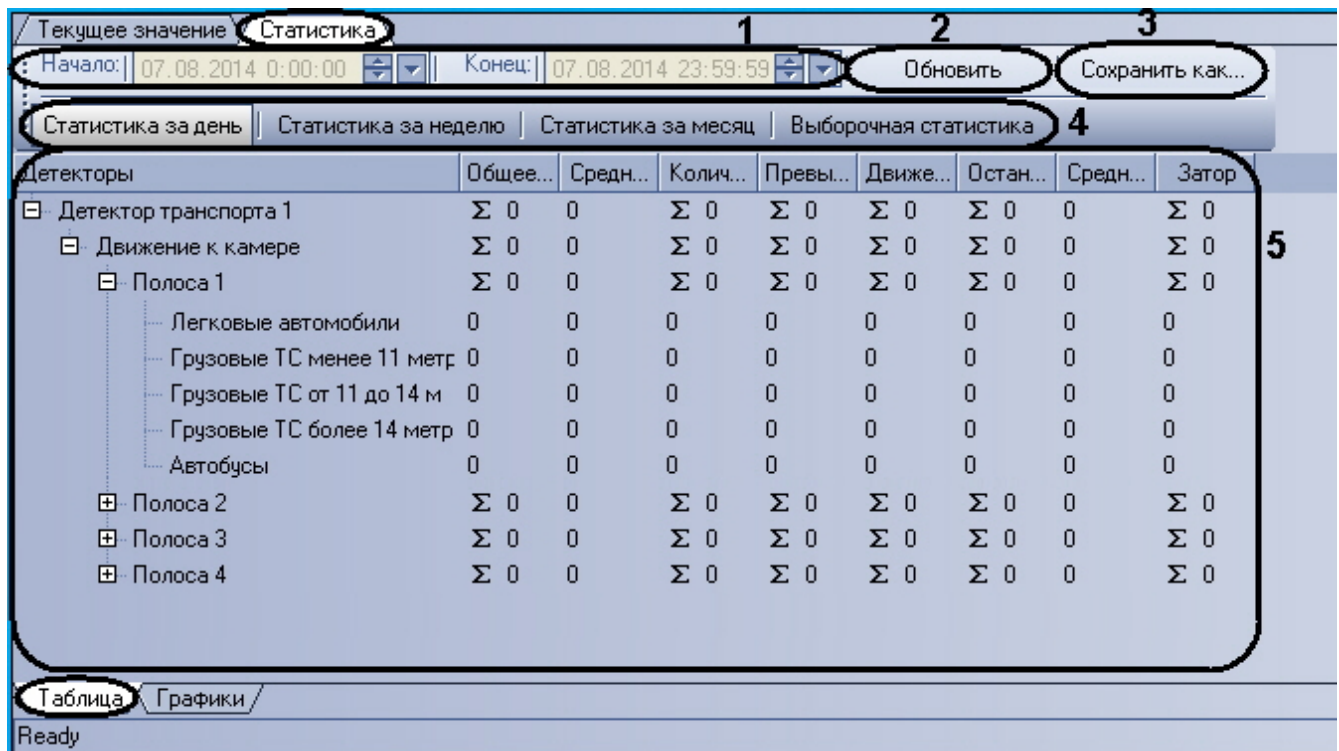 Текущее значение Статистика 1 2 3
Начало: 07.08.2014 0:00:00 Конец: 07.08.2014 23:59:59 Обновить Сохранить как...
Статистика за день Статистика за неделю Статистика за месяц Выборочная статистика 4
Детекторы Общее... Средн... Колич... Превы... Движе... Остан... Средн... Затор
Детектор транспорта 1 Σ 0 0 Σ 0 Σ 0 Σ 0 Σ 0 0 Σ 0
Движение к камере Σ 0 0 Σ 0 Σ 0 Σ 0 Σ 0 0 Σ 0 5
Полоса 1 Σ 0 0 Σ 0 Σ 0 Σ 0 Σ 0 0 Σ 0
Легковые автомобили 0 0 0 0 0 0 0 0
Грузовые ТС менее 11 метр 0 0 0 0 0 0 0 0
Грузовые ТС от 11 до 14 м 0 0 0 0 0 0 0 0
Грузовые ТС более 14 метр 0 0 0 0 0 0 0 0
Автобусы 0 0 0 0 0 0 0 0
Полоса 2 Σ 0 0 Σ 0 Σ 0 Σ 0 Σ 0 0 Σ 0
Полоса 3 Σ 0 0 Σ 0 Σ 0 Σ 0 Σ 0 0 Σ 0
Полоса 4 Σ 0 0 Σ 0 Σ 0 Σ 0 Σ 0 0 Σ 0
Таблица Графики
Ready